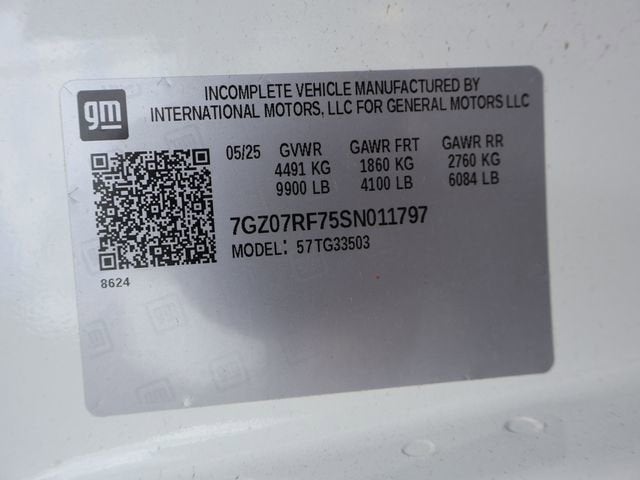 gm
INCOMPLETE VEHICLE MANUFACTURED BY
INTERNATIONAL MOTORS, LLC FOR GENERAL MOTORS LLC
05/25 GVWR GAWR FRT GAWR RR
4491 KG 1860 KG 2760 KG
9900 LB 4100 LB 6084 LB
7GZ07RF75SN011797
MODEL: 57TG33503
8624